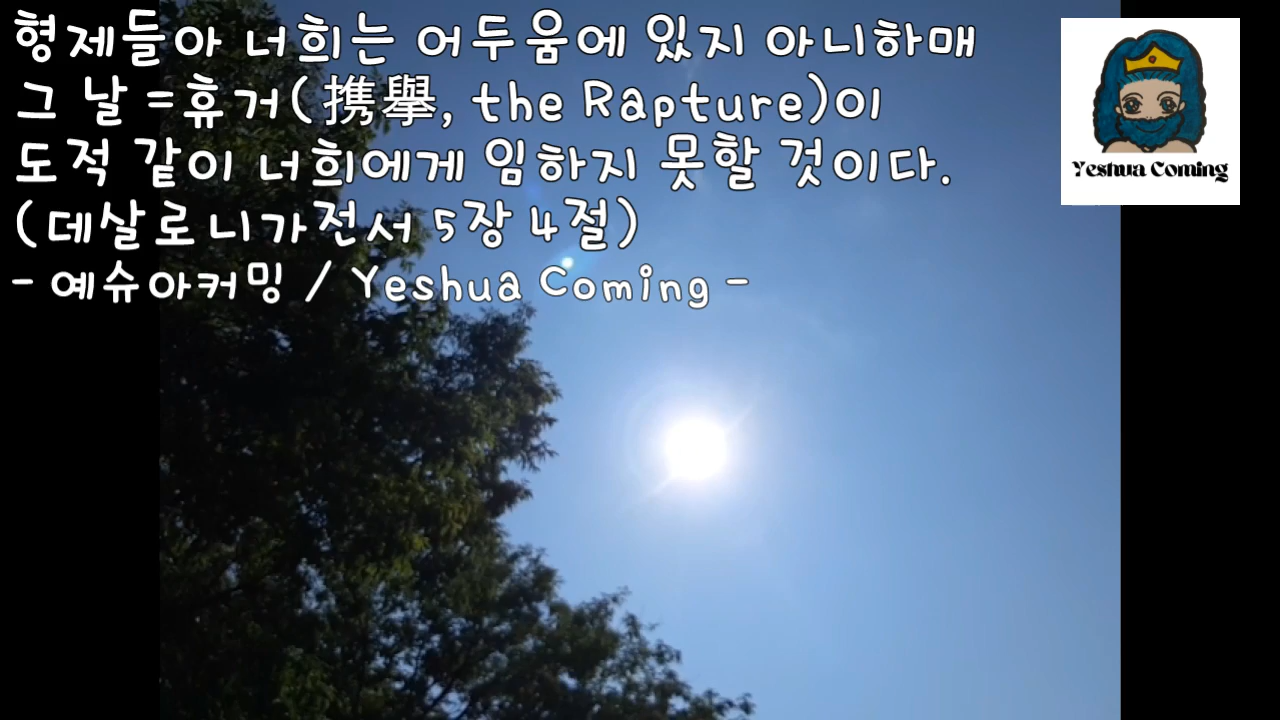 형제들아 너희는 어두움에 있지 아니하매
그 날 =휴거(携擧, the Rapture)이
도적 같이 너희에게 임하지 못할 것이다.
(데살로니가전서 5장 4절)
- 예슈아커밍 / Yeshua Coming -
Yeshua Coming